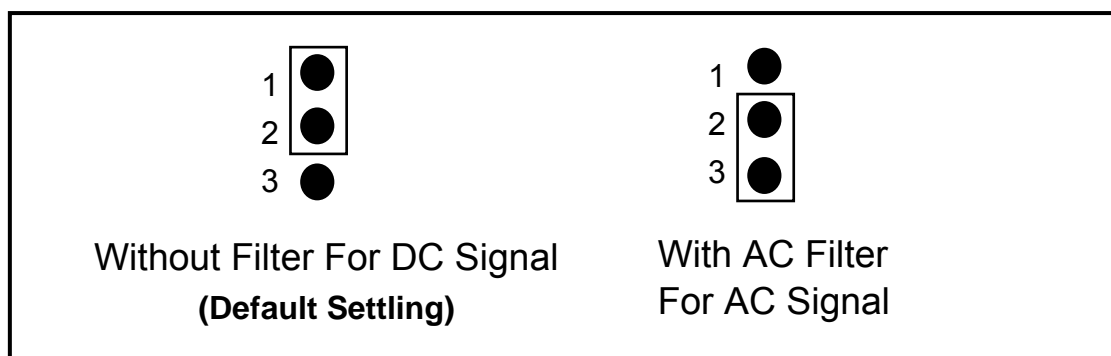 1
2
3
Without Filter For DC Signal
(Default Settling)
1
2
3
With AC Filter
For AC Signal